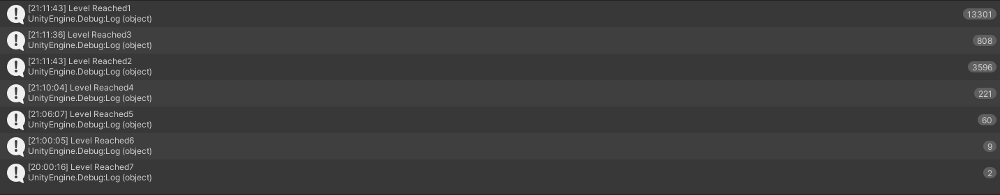 [21:11:43] Level Reached1
UnityEngine.Debug:Log (object)
13301
[21:11:36] Level Reached3
UnityEngine.Debug:Log (object)
808
[21:11:43] Level Reached2
UnityEngine.Debug:Log (object)
3596
[21:10:04] Level Reached4
UnityEngine.Debug:Log (object)
221
[21:06:07] Level Reached5
UnityEngine.Debug:Log (object)
60
[21:00:05] Level Reached6
UnityEngine.Debug:Log (object)
9
[20:00:16] Level Reached7
UnityEngine.Debug:Log (object)
2